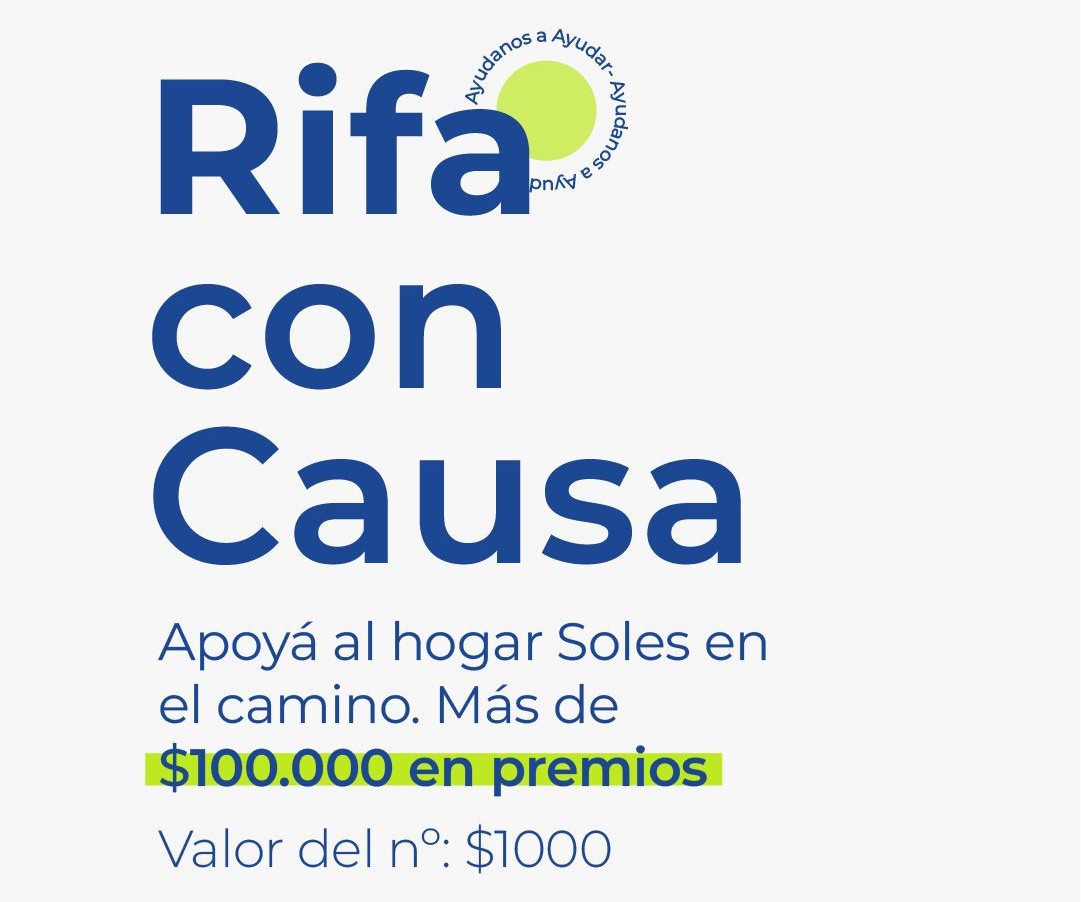 Ayudanos a Ayudar- Ayudanos a Ayud
Rifa
con
Causa
Apoyá al hogar Soles en
el camino. Más de
$100.000 en premios
Valor del nº: $1000